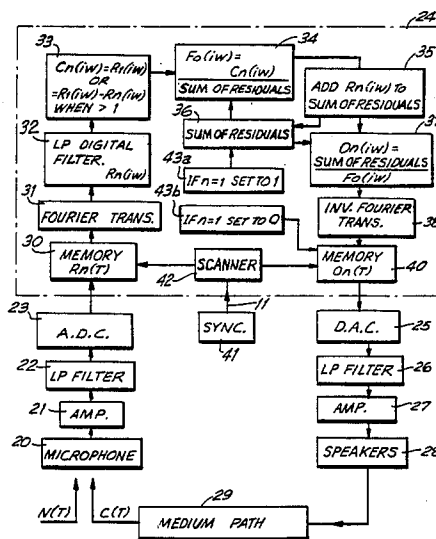 24
33
Cn(iw)=R1(iw)
OR
=R1(iw)-Rn(iw)
WHEN > 1
34
Fo(iw)=
Cn(iw)
SUM OF RESIDUALS
35
ADD Rn(iw) TO
SUM OF RESIDUALS
36
SUM OF RESIDUALS
32
LP DIGITAL
FILTER.
Rn(iw)
On(iw)=
SUM OF RESIDUALS
Fo(iw)
43a
IF n=1 SET TO 1
43b
IF n=1 SET TO 0
31
FOURIER TRANS.
INV. FOURIER
TRANS.
38
30
MEMORY
Rn(T)
SCANNER
42
MEMORY
On(T)
40
11
23
A.D.C.
SYNC.
41
D.A.C.
25
22
LP FILTER
LP FILTER
26
21
AMP.
AMP.
27
20
MICROPHONE
SPEAKERS
28
29
N(T)
C(T)
MEDIUM PATH